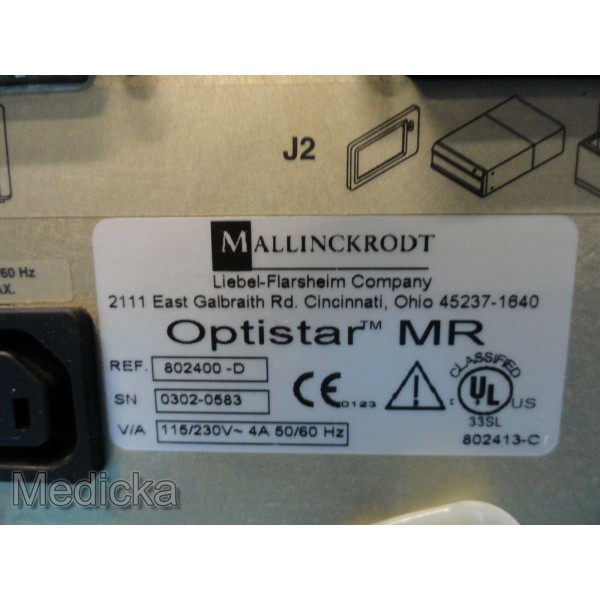 J2
/60 Hz
AX.
MALLINCKRODT
Liebel-Flarsheim Company
2111 East Galbraith Rd. Cincinnati, Ohio 45237-1640
Optistar™ MR
REF. 802400 -D
SN 0302-0583
V/A 115/230V~ 4A 50/60 Hz
CE 0123
CLASSIFIED
UL US
33SL
802413-C
Medicka